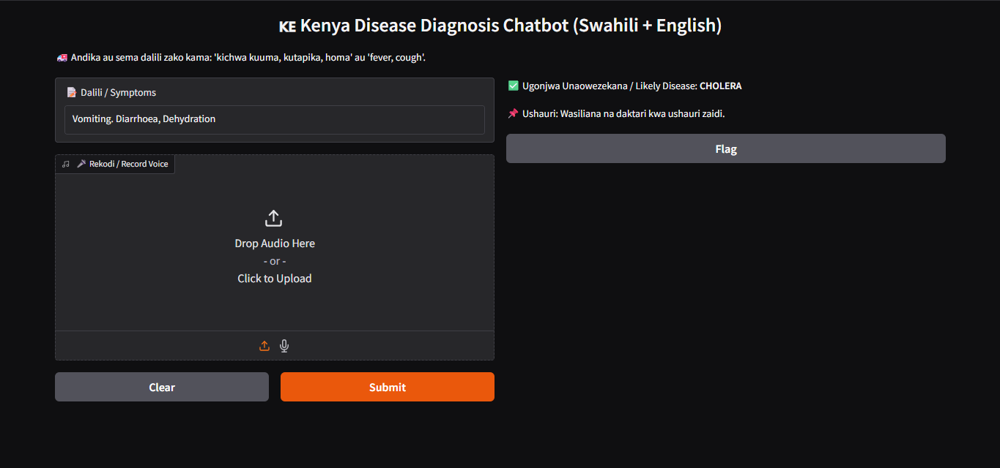 KE Kenya Disease Diagnosis Chatbot (Swahili + English)
🚑 Andika au sema dalili zako kama: 'kichwa kuuma, kutapika, homa' au 'fever, cough'.
📝 Dalili / Symptoms
Vomiting. Diarrhoea, Dehydration
🎤 Rekodi / Record Voice
Drop Audio Here
- or -
Click to Upload
Clear
Submit
✅ Ugonjwa Unaowezekana / Likely Disease: CHOLERA
📌 Ushauri: Wasiliana na daktari kwa ushauri zaidi.
Flag